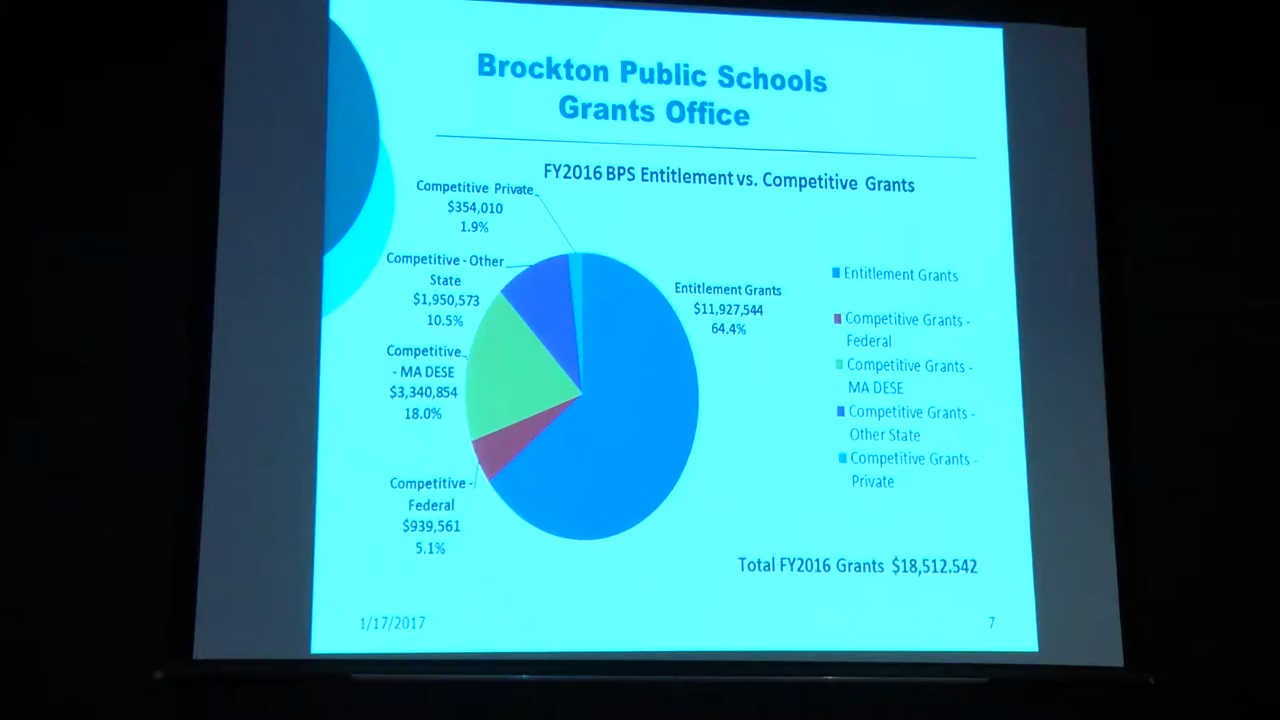 Brockton Public Schools
Grants Office
FY2016 BPS Entitlement vs. Competitive Grants
Competitive Private
$354,010
1.9%
Competitive - Other
State
$1,950,573
10.5%
Competitive
- MA DESE
$3,340,854
18.0%
Competitive -
Federal
$939,561
5.1%
Entitlement Grants
$11,927,544
64.4%
Entitlement Grants
Competitive Grants -
Federal
Competitive Grants -
MA DESE
Competitive Grants -
Other State
Competitive Grants -
Private
Total FY2016 Grants $18,512.542
1/17/2017
7